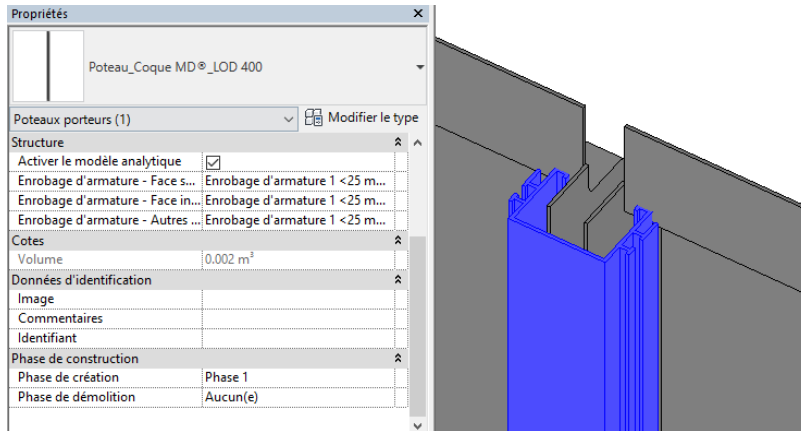 Propriétés
Poteau_Coque MD®_LOD 400
Poteaux porteurs (1)
Modifier le type
Structure
Activer le modèle analytique
Enrobage d'armature - Face s... Enrobage d'armature 1 <25 m...
Enrobage d'armature - Face in... Enrobage d'armature 1 <25 m...
Enrobage d'armature - Autres ... Enrobage d'armature 1 <25 m...
Cotes
Volume 0.002 m³
Données d'identification
Image
Commentaires
Identifiant
Phase de construction
Phase de création Phase 1
Phase de démolition Aucun(e)